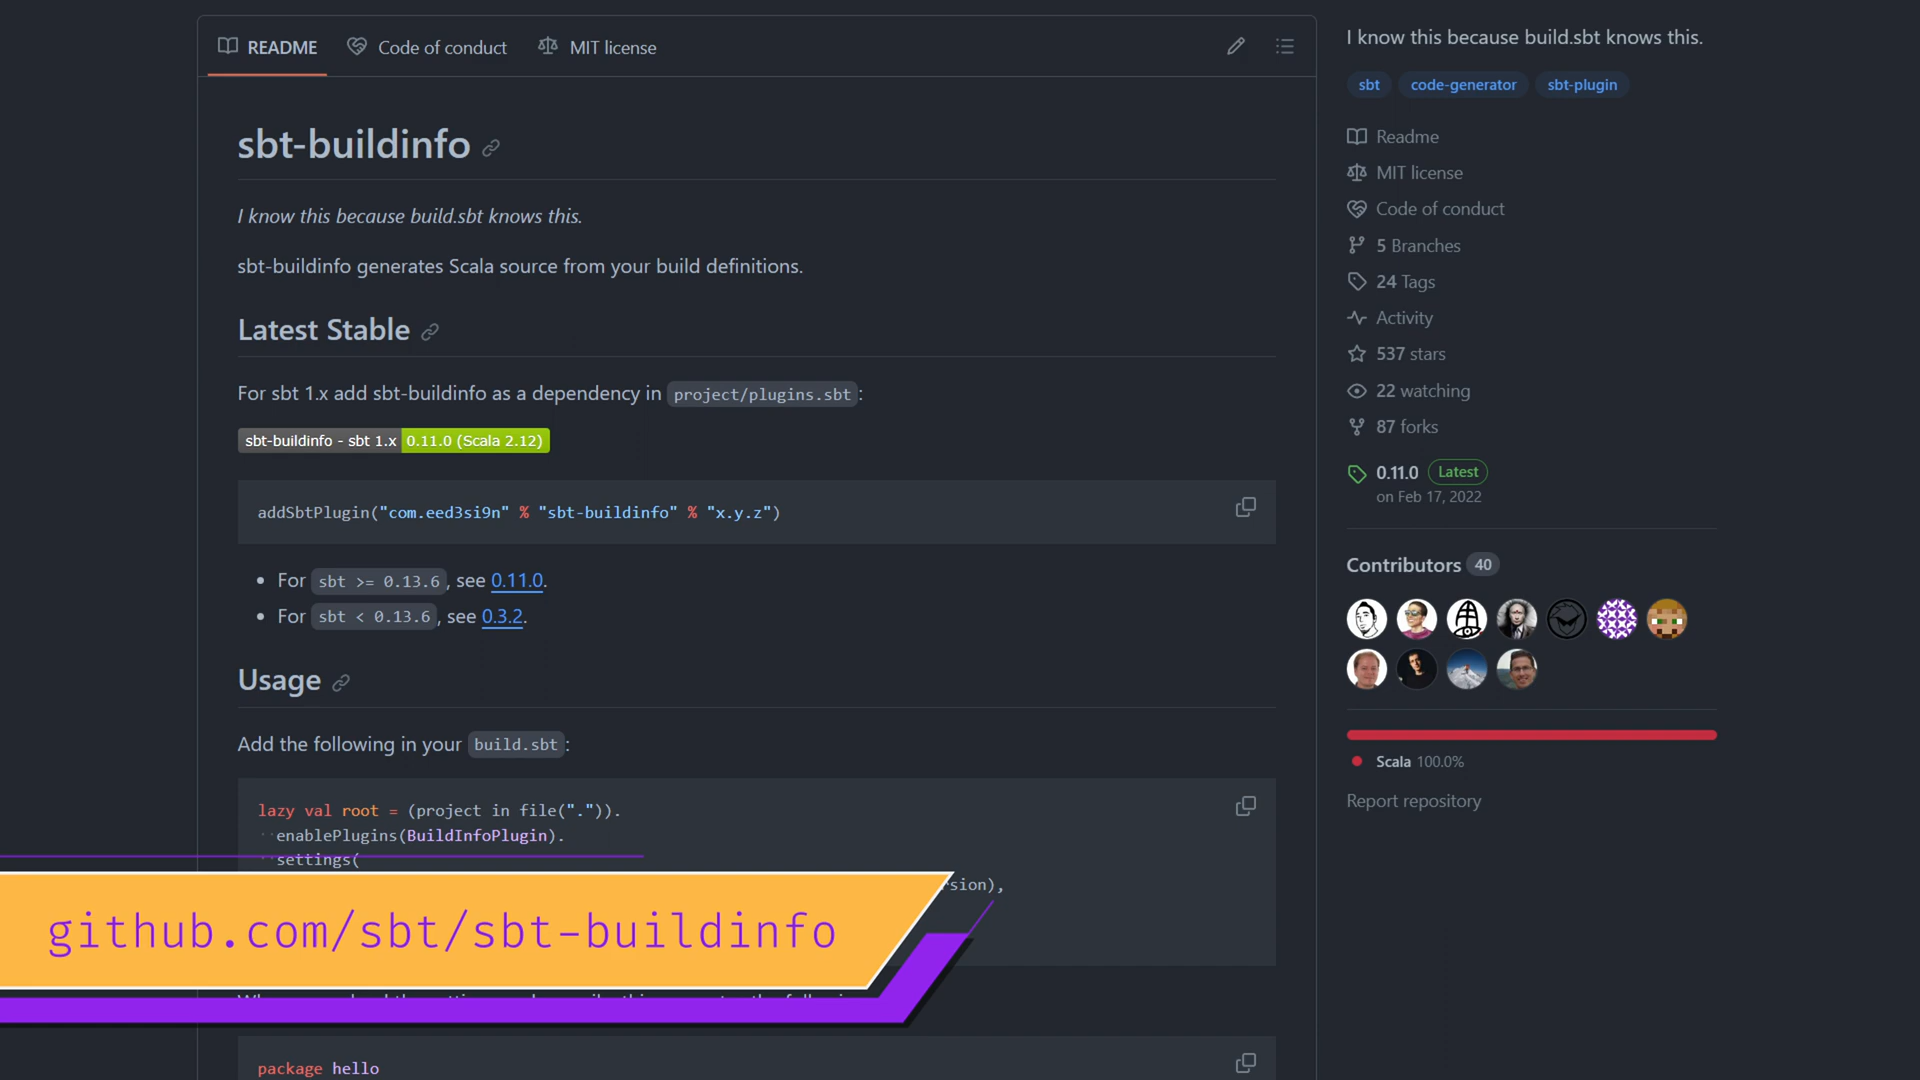 README Code of conduct MIT license
sbt-buildinfo
I know this because build.sbt knows this.
sbt-buildinfo generates Scala source from your build definitions.
Latest Stable
For sbt 1.x add sbt-buildinfo as a dependency in project/plugins.sbt:
sbt-buildinfo - sbt 1.x 0.11.0 (Scala 2.12)
addSbtPlugin("com.eed3si9n" % "sbt-buildinfo" % "x.y.z")
• For sbt >= 0.13.6, see 0.11.0.
• For sbt < 0.13.6, see 0.3.2.
Usage
Add the following in your build.sbt:
lazy val root = (project in file(".")).
enablePlugins(BuildInfoPlugin).
settings(
sion),
github.com/sbt/sbt-buildinfo
package hello
I know this because build.sbt knows this.
sbt code-generator sbt-plugin
Readme
MIT license
Code of conduct
5 Branches
24 Tags
Activity
537 stars
22 watching
87 forks
0.11.0 Latest
on Feb 17, 2022
Contributors 40
Scala 100.0%
Report repository